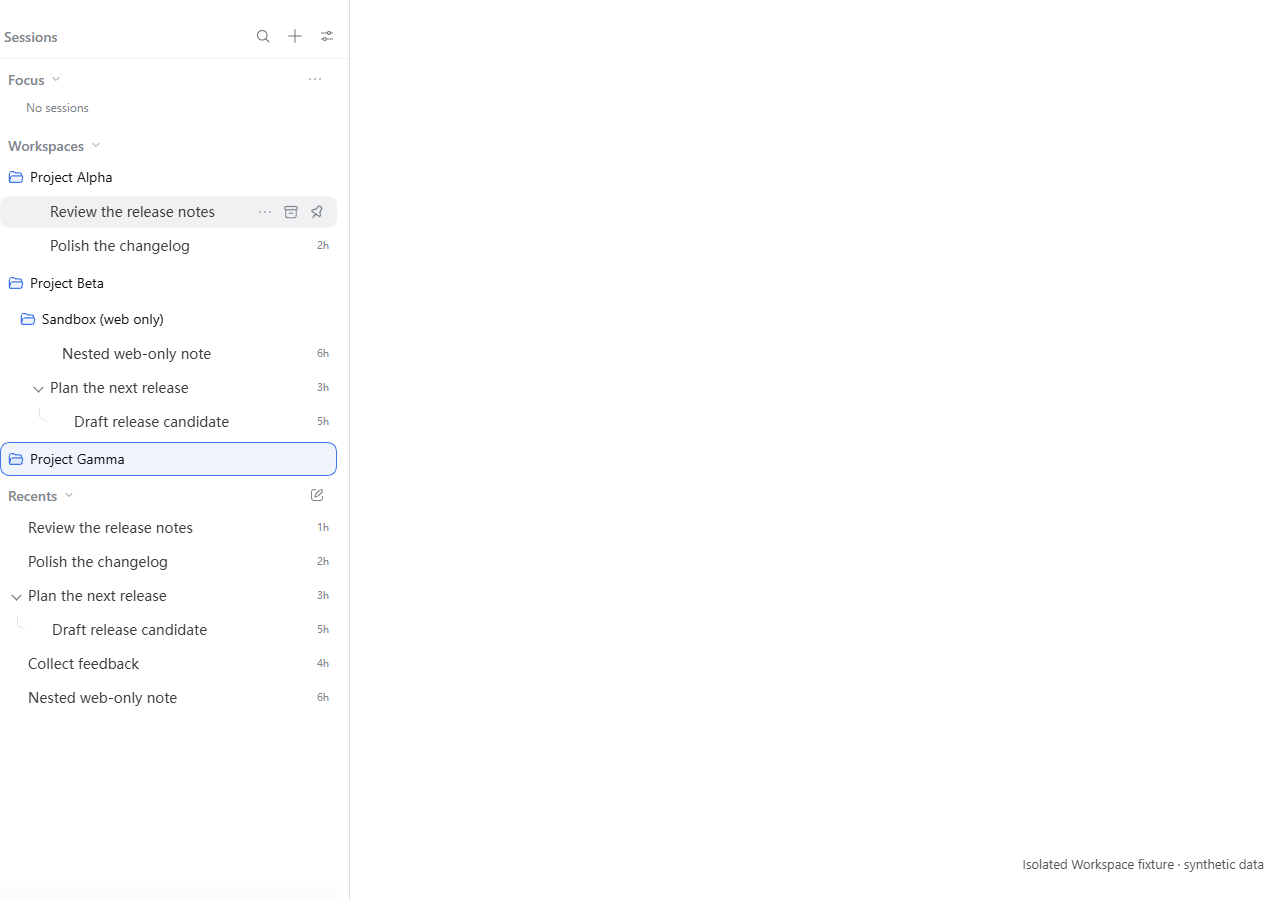 Sessions
Focus
No sessions
Workspaces
Project Alpha
Review the release notes
Polish the changelog 2h
Project Beta
Sandbox (web only)
Nested web-only note 6h
Plan the next release 3h
Draft release candidate 5h
Project Gamma
Recents
Review the release notes 1h
Polish the changelog 2h
Plan the next release 3h
Draft release candidate 5h
Collect feedback 4h
Nested web-only note 6h
Isolated Workspace fixture · synthetic data